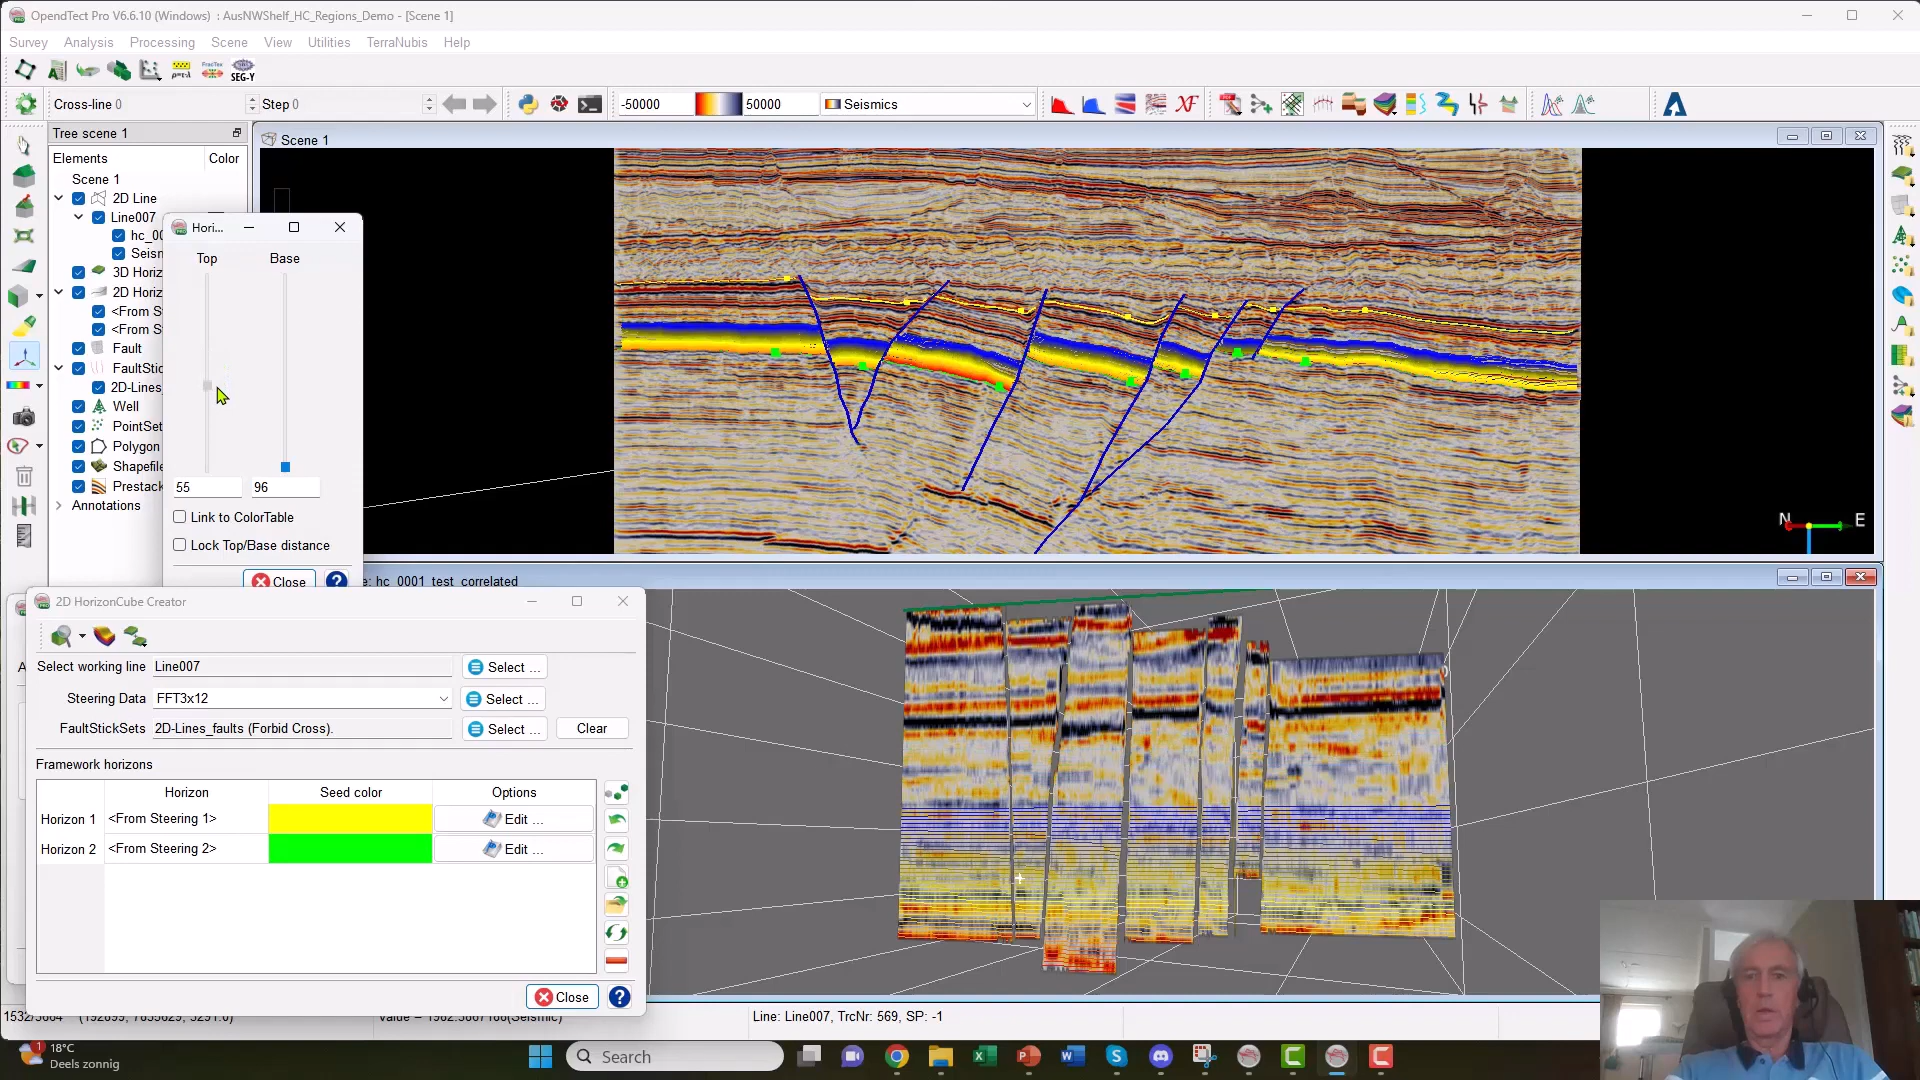 OpendTect Pro V6.6.10 (Windows) : AusNWShelf_HC_Regions_Demo - [Scene 1]
Survey Analysis Processing Scene View Utilities TerraNubis Help
SEG-Y
Cross-line 0 Step 0 -50000 50000 Seismics XF
Tree scene 1
Scene 1
Elements Color
Scene 1
2D Line
Line007
hc_00
Seism
3D Horiz
2D Horiz
<From S
<From S
Fault
FaultStic
2D-Lines_
Well
PointSet
Polygon
Shapefile
Prestack
Annotations
Hori...
Top Base
55 96
Link to ColorTable
Lock Top/Base distance
Close ?
N E
e: hc_0001_test_correlated
2D HorizonCube Creator
Select working line Line007 Select ...
Steering Data FFT3x12 Select ...
FaultStickSets 2D-Lines_faults (Forbid Cross). Select ... Clear
Framework horizons
Horizon Seed color Options
Horizon 1 <From Steering 1> Edit ...
Horizon 2 <From Steering 2> Edit ...
Close ?
Line: Line007, TrcNr: 569, SP: -1
18°C
Deels zonnig
1
Search